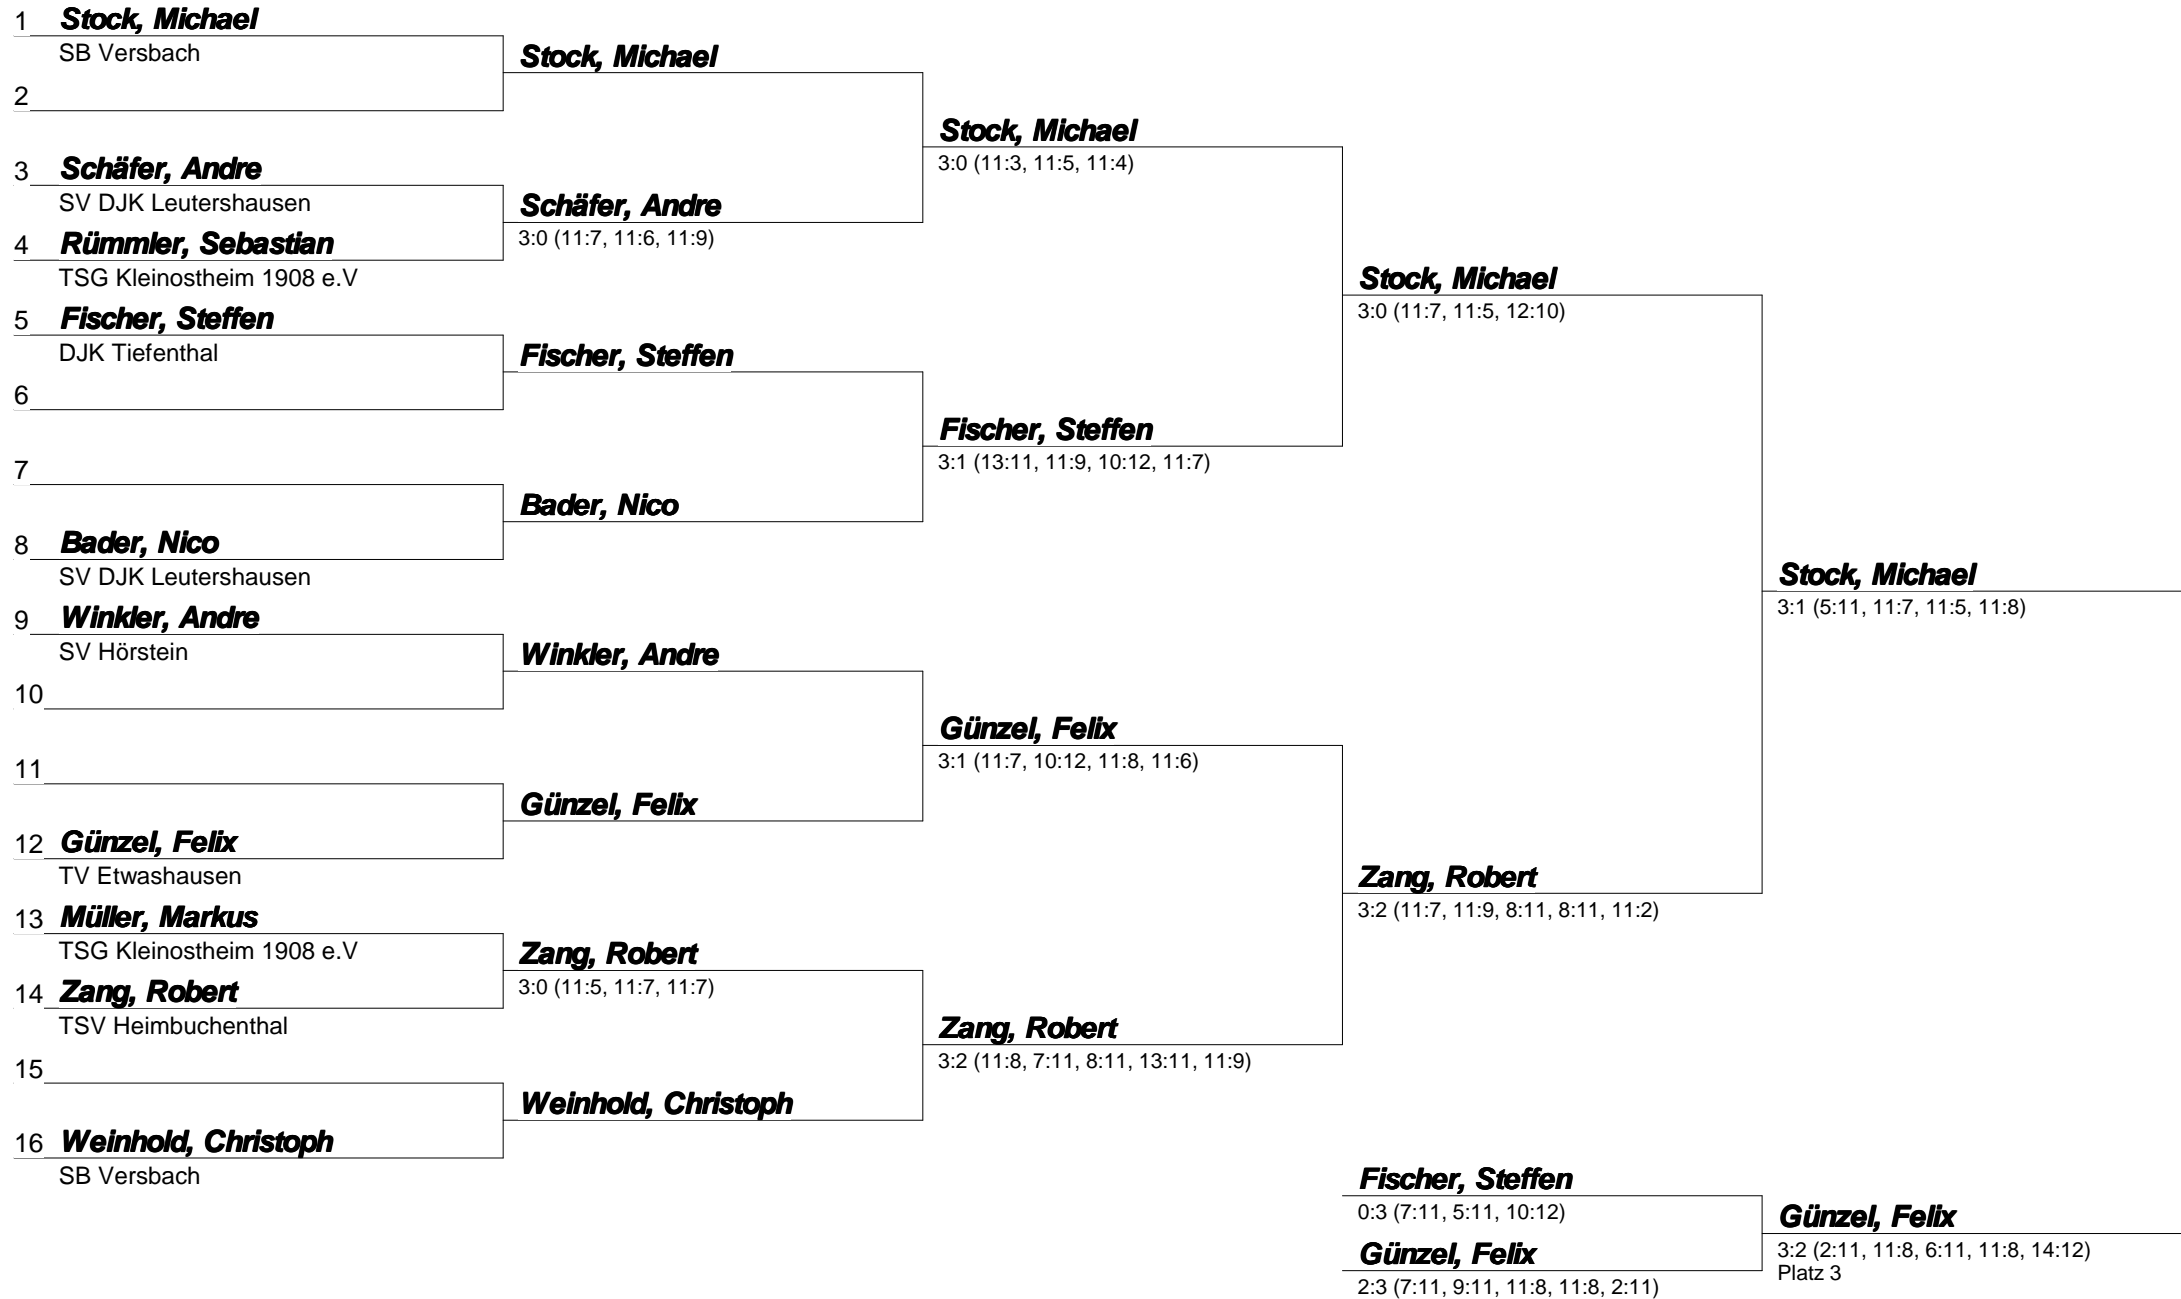 1 Stock, Michael
SB Versbach
Stock, Michael
2
Stock, Michael
3:0 (11:3, 11:5, 11:4)
3 Schäfer, Andre
SV DJK Leutershausen
Schäfer, Andre
3:0 (11:7, 11:6, 11:9)
4 Rümmler, Sebastian
TSG Kleinostheim 1908 e.V
Stock, Michael
3:0 (11:7, 11:5, 12:10)
5 Fischer, Steffen
DJK Tiefenthal
Fischer, Steffen
6
Fischer, Steffen
3:1 (13:11, 11:9, 10:12, 11:7)
7
Bader, Nico
8 Bader, Nico
SV DJK Leutershausen
Stock, Michael
3:1 (5:11, 11:7, 11:5, 11:8)
9 Winkler, Andre
SV Hörstein
Winkler, Andre
10
Günzel, Felix
3:1 (11:7, 10:12, 11:8, 11:6)
11
Günzel, Felix
12 Günzel, Felix
TV Etwashausen
Zang, Robert
3:2 (11:7, 11:9, 8:11, 8:11, 11:2)
13 Müller, Markus
TSG Kleinostheim 1908 e.V
Zang, Robert
3:0 (11:5, 11:7, 11:7)
14 Zang, Robert
TSV Heimbuchenthal
Zang, Robert
3:2 (11:8, 7:11, 8:11, 13:11, 11:9)
15
Weinhold, Christoph
16 Weinhold, Christoph
SB Versbach
Fischer, Steffen
0:3 (7:11, 5:11, 10:12)
Günzel, Felix
3:2 (2:11, 11:8, 6:11, 11:8, 14:12)
Platz 3
Günzel, Felix
2:3 (7:11, 9:11, 11:8, 11:8, 2:11)